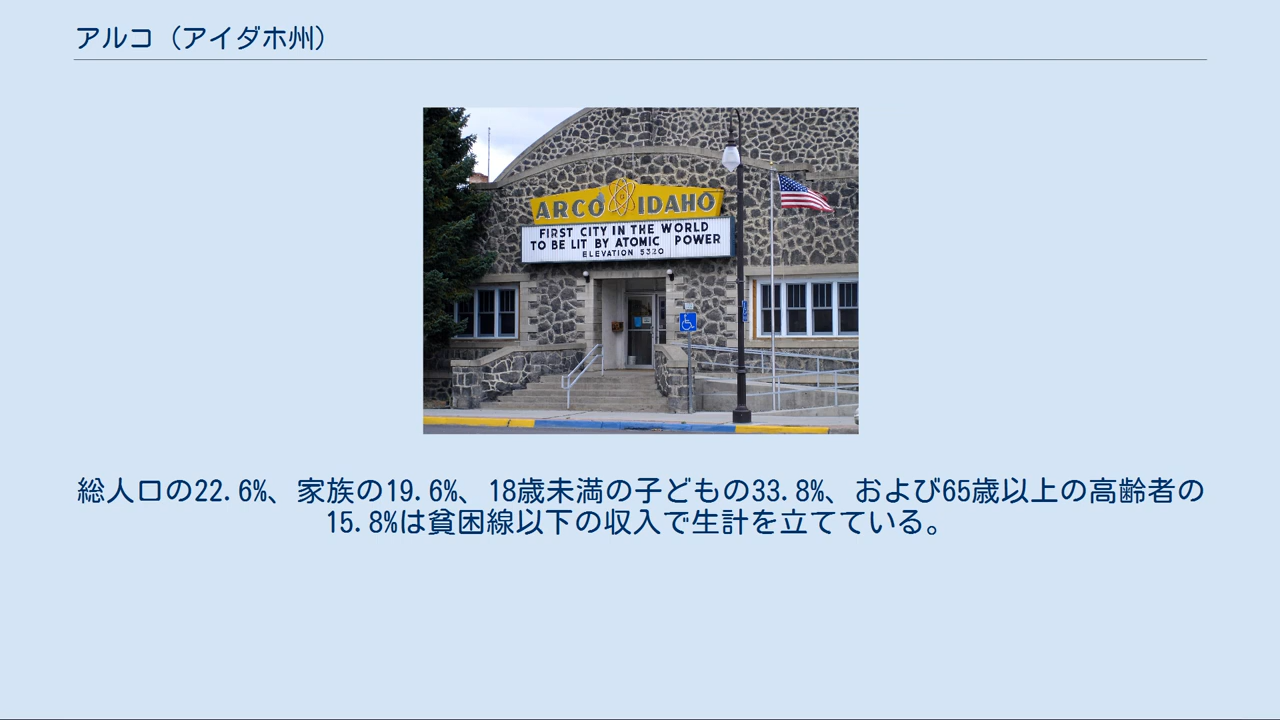 アルコ（アイダホ州）
ARCO IDAHO
FIRST CITY IN THE WORLD
TO BE LIT BY ATOMIC POWER
ELEVATION 5320
総人口の22.6%、家族の19.6%、18歳未満の子どもの33.8%、および65歳以上の高齢者の
15.8%は貧困線以下の収入で生計を立てている。